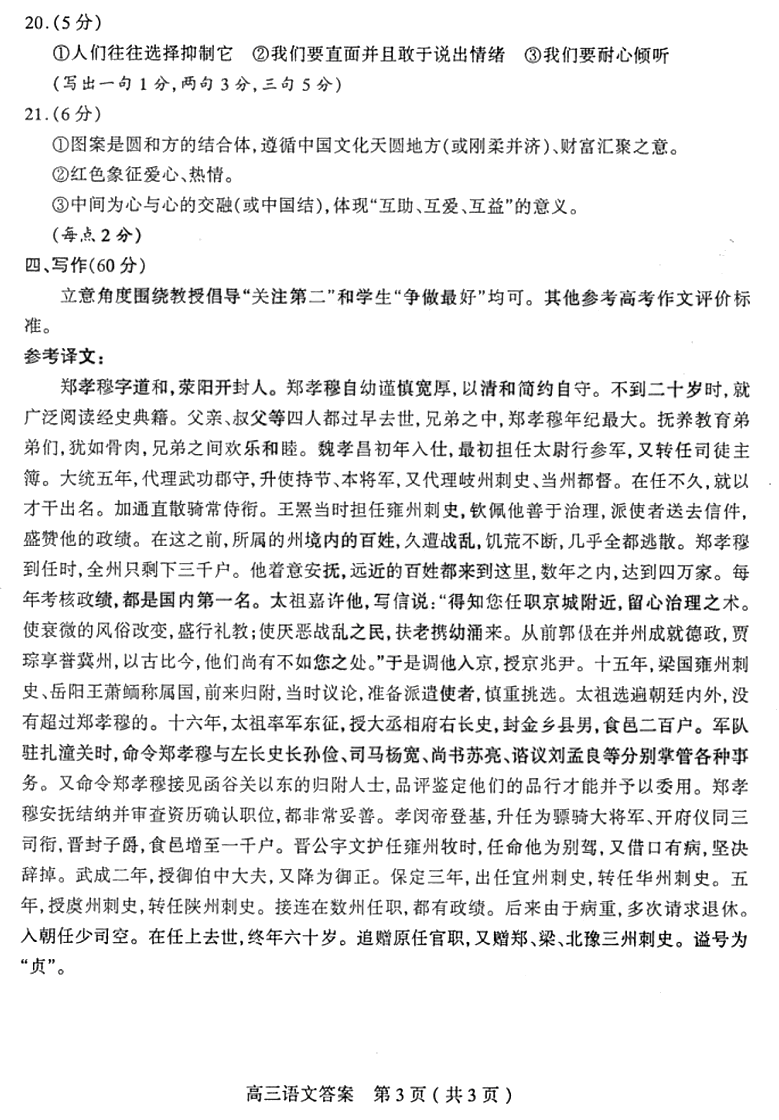 20.(5分)
①人们往往选择抑制它 ②我们要直面并且敢于说出情绪 ③我们要耐心倾听
(写出一句1分,两句3分,三句5分)
21.(6分)
①图案是圆和方的结合体,遵循中国文化天圆地方(或刚柔并济)、财富汇聚之意。
②红色象征爱心、热情。
③中间为心与心的交融(或中国结),体现“互助、互爱、互益”的意义。
(每点2分)
四、写作(60分)
立意角度围绕教授倡导“关注第二”和学生“争做最好”均可。其他参考高考作文评价标
准。
参考译文:
郑孝穆字道和,荥阳开封人。郑孝穆自幼谨慎宽厚,以清和简约自守。不到二十岁时,就
广泛阅读经史典籍。父亲、叔父等四人都过早去世,兄弟之中,郑孝穆年纪最大。抚养教育弟
弟们,犹如骨肉,兄弟之间欢乐和睦。魏孝昌初年入仕,最初担任太尉行参军,又转任司徒主
簿。大统五年,代理武功郡守,升使持节、本将军,又代理岐州刺史、当州都督。在任不久,就以
才干出名。加通直散骑常侍衔。王罴当时担任雍州刺史,钦佩他善于治理,派使者送去信件,
盛赞他的政绩。在这之前,所属的州境内的百姓,久遭战乱,饥荒不断,几乎全都逃散。郑孝穆
到任时,全州只剩下三千户。他着意安抚,远近的百姓都来到这里,数年之内,达到四万家。每
年考核政绩,都是国内第一名。太祖嘉许他,写信说:“得知您任职京城附近,留心治理之术。
使衰微的风俗改变,盛行礼教;使厌恶战乱之民,扶老携幼涌来。从前郭伋在并州成就德政,贾
琮享誉冀州,以古比今,他们尚有不如您之处。”于是调他入京,授京兆尹。十五年,梁国雍州刺
史、岳阳王萧缅称属国,前来归附,当时议论,准备派遣使者,慎重挑选。太祖选遍朝廷内外,没
有超过郑孝穆的。十六年,太祖率军东征,授大丞相府右长史,封金乡县男,食邑二百户。军队
驻扎潼关时,命令郑孝穆与左长史长孙俭、司马杨宽、尚书苏亮、谘议刘孟良等分别掌管各种事
务。又命令郑孝穆接见函谷关以东的归附人士,品评鉴定他们的品行才能并予以委用。郑孝
穆安抚结纳并审查资历确认职位,都非常妥善。孝闵帝登基,升任为骠骑大将军、开府仪同三
司衔,晋封子爵,食邑增至一千户。晋公宇文护任雍州牧时,任命他为别驾,又借口有病,坚决
辞掉。武成二年,授御伯中大夫,又降为御正。保定三年,出任宜州刺史,转任华州刺史。五
年,授虞州刺史,转任陕州刺史。接连在数州任职,都有政绩。后来由于病重,多次请求退休。
入朝任少司空。在任上去世,终年六十岁。追赠原任官职,又赠郑、梁、北豫三州刺史。谥号为
“贞”。
高三语文答案 第3页(共3页)